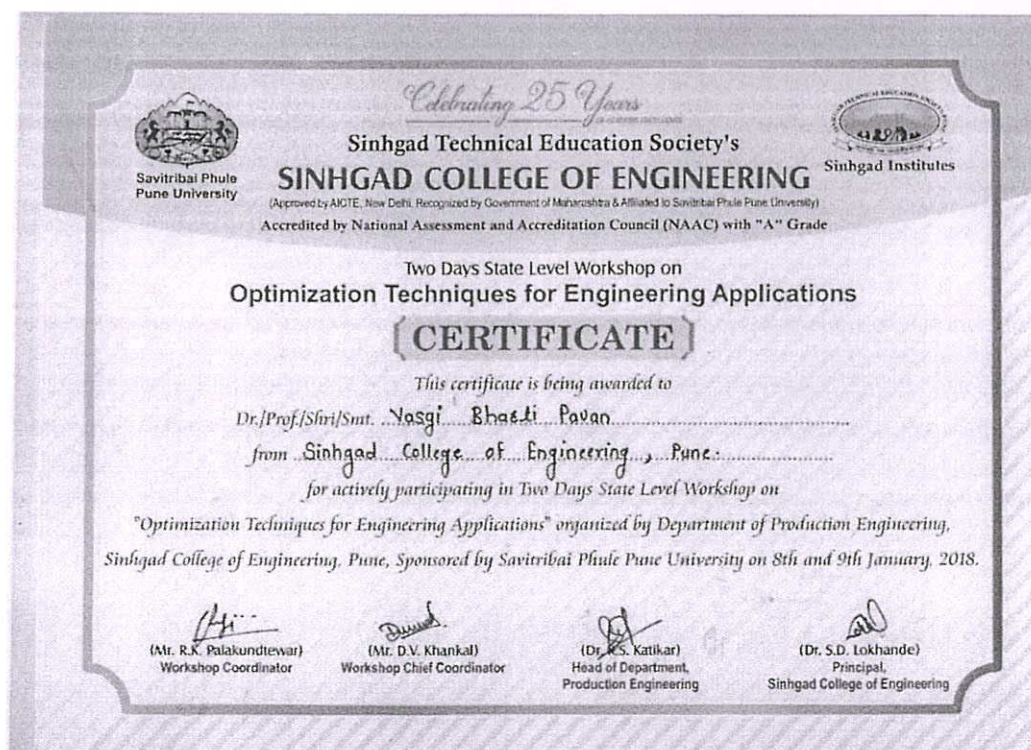 Celebrating 25 Years
Savitribai Phule
Pune University
Sinhgad Technical Education Society's
SINHGAD COLLEGE OF ENGINEERING
(Approved by AICTE, New Delhi, Recognized by Government of Maharashtra & Affiliated to Savitribai Phule Pune University)
Accredited by National Assessment and Accreditation Council (NAAC) with "A" Grade
Sinhgad Institutes
Two Days State Level Workshop on
Optimization Techniques for Engineering Applications
CERTIFICATE
This certificate is being awarded to
Dr./Prof./Shri/Smt. Yasgi Bhakti Pavan
from Sinhgad College of Engineering, Pune.
for actively participating in Two Days State Level Workshop on
"Optimization Techniques for Engineering Applications" organized by Department of Production Engineering,
Sinhgad College of Engineering, Pune, Sponsored by Savitribai Phule Pune University on 8th and 9th January, 2018.
(Mr. R.K. Palakundtewar)
Workshop Coordinator
(Mr. D.V. Khankal)
Workshop Chief Coordinator
(Dr. K.S. Katikar)
Head of Department,
Production Engineering
(Dr. S.D. Lokhande)
Principal,
Sinhgad College of Engineering